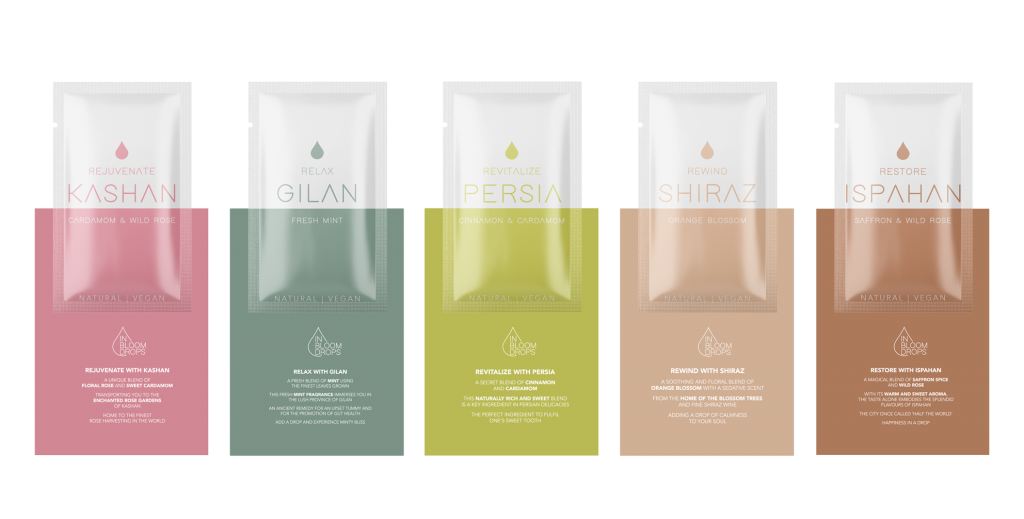 REJUVENATE
KASHAN
CARDAMOM & WILD ROSE
NATURAL | VEGAN
IN
BLOOM
DROPS
REJUVENATE WITH KASHAN
A UNIQUE BLEND OF
FLORAL ROSE AND SWEET CARDAMOM
TRANSPORTING YOU TO THE
ENCHANTED ROSE GARDENS
OF KASHAN
HOME TO THE FINEST
ROSE HARVESTING IN THE WORLD
RELAX
GILAN
FRESH MINT
NATURAL | VEGAN
IN
BLOOM
DROPS
RELAX WITH GILAN
A FRESH BLEND OF MINT USING
THE FINEST LEAVES GROWN
THIS FRESH MINT FRAGRANCE IMMERSES YOU IN
THE LUSH PROVINCE OF GILAN
AN ANCIENT REMEDY FOR AN UPSET TUMMY AND
FOR THE PROMOTION OF GUT HEALTH
ADD A DROP AND EXPERIENCE MINTY BLISS
REVITALIZE
PERSIA
CINNAMON & CARDAMOM
NATURAL | VEGAN
IN
BLOOM
DROPS
REVITALIZE WITH PERSIA
A SECRET BLEND OF CINNAMON
AND CARDAMOM
THIS NATURALLY RICH AND SWEET BLEND
IS A KEY INGREDIENT IN PERSIAN DELICACIES
THE PERFECT INGREDIENT TO FULFIL
ONE'S SWEET TOOTH
REWIND
SHIRAZ
ORANGE BLOSSOM
NATURAL | VEGAN
IN
BLOOM
DROPS
REWIND WITH SHIRAZ
A SOOTHING AND FLORAL BLEND OF
ORANGE BLOSSOM WITH A SEDATIVE SCENT
FROM THE HOME OF THE BLOSSOM TREES
AND FINE SHIRAZ WINE
ADDING A DROP OF CALMNESS
TO YOUR SOUL
RESTORE
ISPAHAN
SAFFRON & WILD ROSE
NATURAL | VEGAN
IN
BLOOM
DROPS
RESTORE WITH ISPAHAN
A MAGICAL BLEND OF SAFFRON SPICE
AND WILD ROSE
WITH ITS WARM AND SWEET AROMA
THE TASTE ALONE EMBODIES THE SPLENDID
FLAVOURS OF ISPAHAN
THE CITY ONCE CALLED 'HALF THE WORLD'
HAPPINESS IN A DROP